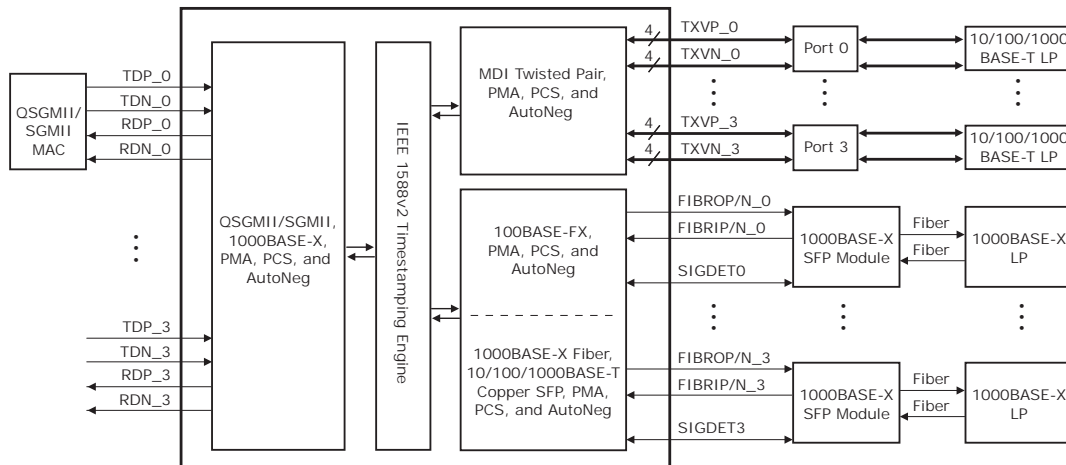 QSGMII/
SGMII
MAC
TDP_0
TDN_0
RDP_0
RDN_0
TDP_3
TDN_3
RDP_3
RDN_3
QSGMII/SGMII,
1000BASE-X,
PMA, PCS, and
AutoNeg
IEEE 1588v2 Timestamping Engine
MDI Twisted Pair,
PMA, PCS, and
AutoNeg
4
TXVP_0
4
TXVN_0
4
TXVP_3
4
TXVN_3
Port 0
Port 3
10/100/1000
BASE-T LP
10/100/1000
BASE-T LP
100BASE-FX,
PMA, PCS, and
AutoNeg
1000BASE-X Fiber,
10/100/1000BASE-T
Copper SFP, PMA,
PCS, and AutoNeg
FIBROP/N_0
FIBRIP/N_0
SIGDET0
1000BASE-X
SFP Module
Fiber
Fiber
1000BASE-X
LP
FIBROP/N_3
FIBRIP/N_3
SIGDET3
1000BASE-X
SFP Module
Fiber
Fiber
1000BASE-X
LP